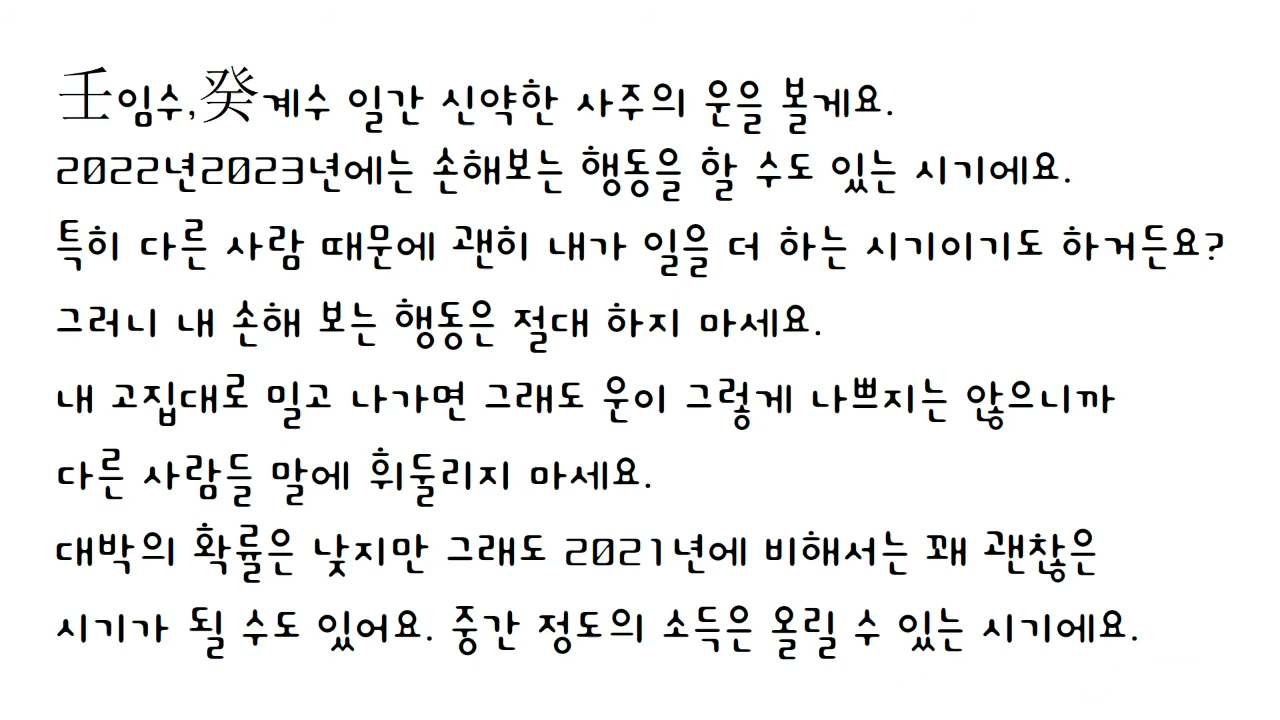 壬임수,癸계수 일간 신약한 사주의 운을 볼게요.
2022년2023년에는 손해보는 행동을 할 수도 있는 시기에요.
특히 다른 사람 때문에 괜히 내가 일을 더 하는 시기이기도 하거든요?
그러니 내 손해 보는 행동은 절대 하지 마세요.
내 고집대로 밀고 나가면 그래도 운이 그렇게 나쁘지는 않으니까
다른 사람들 말에 휘둘리지 마세요.
대박의 확률은 낮지만 그래도 2021년에 비해서는 꽤 괜찮은
시기가 될 수도 있어요. 중간 정도의 소득은 올릴 수 있는 시기에요.